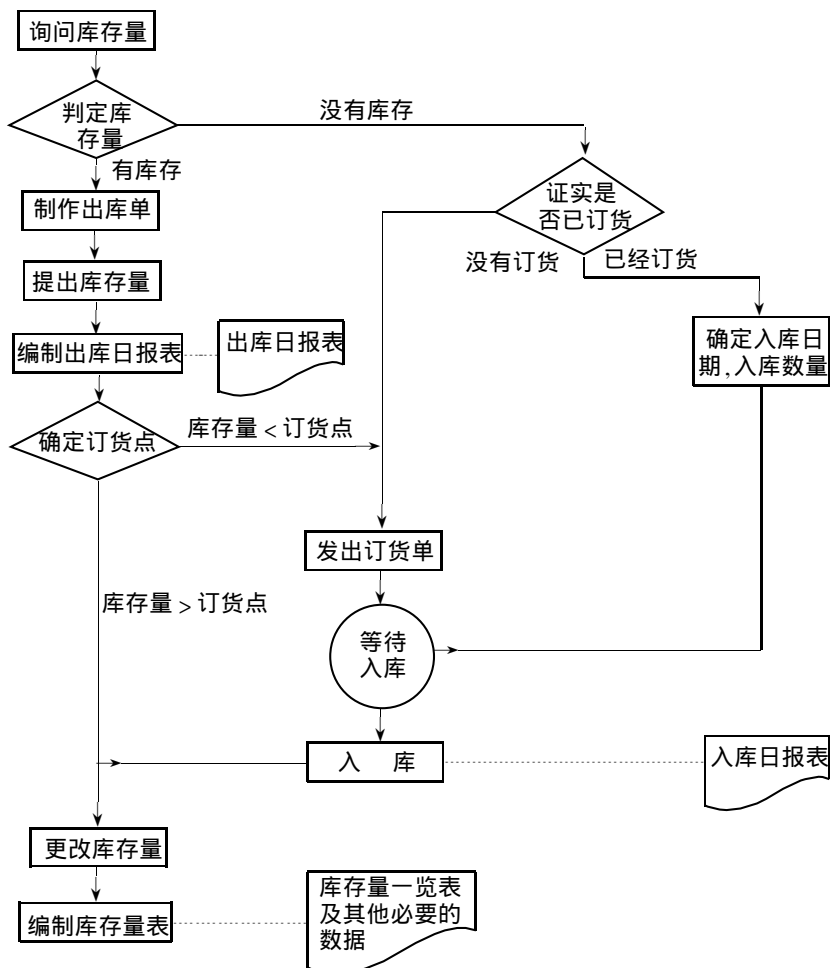 询问库存量
判定库
存量
没有库存
有库存
证实是
否已订货
制作出库单
没有订货
已经订货
提出库存量
编制出库日报表
出库日报表
确定入库日
期,入库数量
确定订货点
库存量<订货点
发出订货单
库存量>订货点
等待
入库
入 库
入库日报表
更改库存量
编制库存量表
库存量一览表
及其他必要的
数据